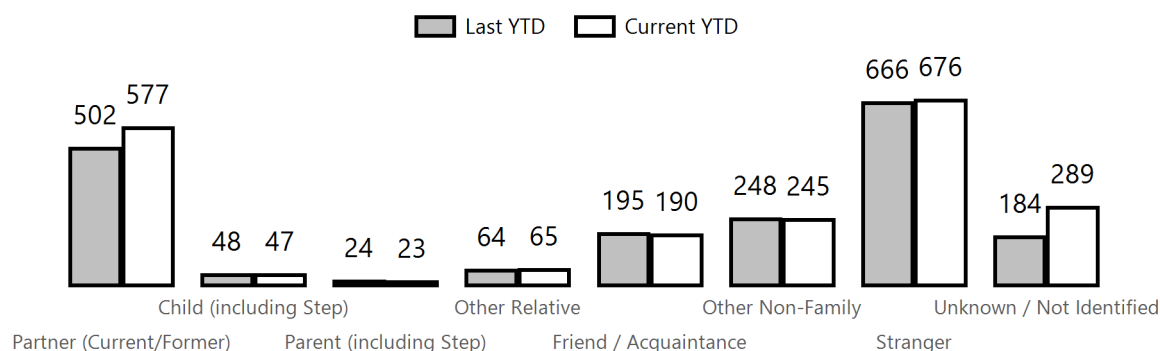 Last YTD Current YTD
502 577 48 47 24 23 64 65 195 190 248 245 666 676 184 289
Child (including Step) Other Relative Other Non-Family Unknown / Not Identified
Partner (Current/Former) Parent (including Step) Friend / Acquaintance Stranger